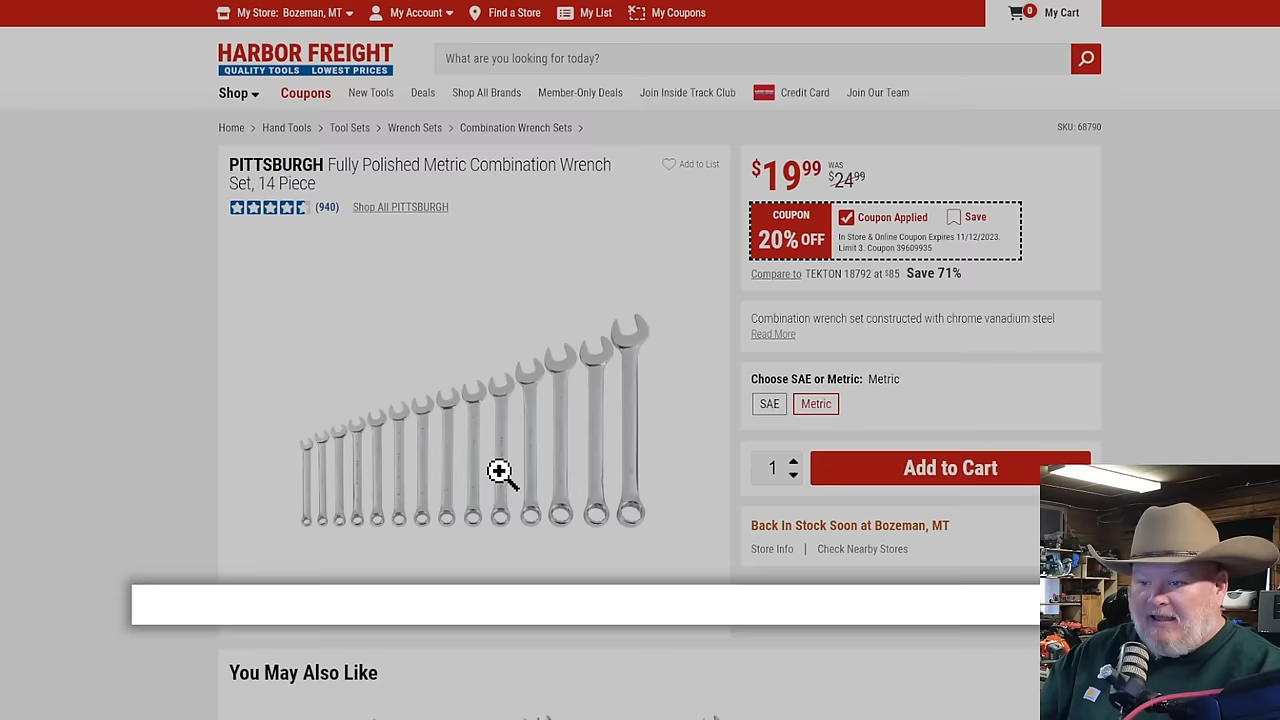 My Store: Bozeman, MT
My Account
Find a Store
My List
My Coupons
0
My Cart
HARBOR FREIGHT
QUALITY TOOLS LOWEST PRICES
What are you looking for today?
Shop
Coupons
New Tools
Deals
Shop All Brands
Member-Only Deals
Join Inside Track Club
Credit Card
Join Our Team
Home > Hand Tools > Tool Sets > Wrench Sets > Combination Wrench Sets >
SKU: 68790
PITTSBURGH Fully Polished Metric Combination Wrench
Set, 14 Piece
Add to List
(940)
Shop All PITTSBURGH
$19 99
WAS
$24 99
COUPON
20% OFF
Coupon Applied
Save
In Store & Online Coupon Expires 11/12/2023.
Limit 3. Coupon 39609935
Compare to TEKTON 18792 at $85 Save 71%
Combination wrench set constructed with chrome vanadium steel
Read More
Choose SAE or Metric: Metric
SAE
Metric
1
Add to Cart
Back In Stock Soon at Bozeman, MT
Store Info | Check Nearby Stores
You May Also Like